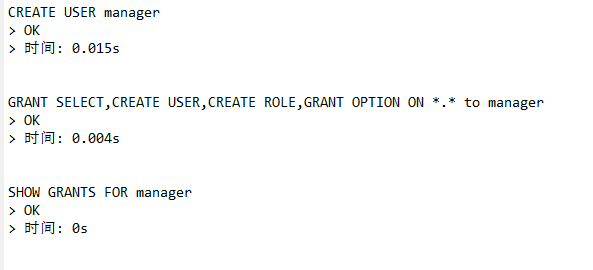 CREATE USER manager
> OK
> 时间: 0.015s
GRANT SELECT,CREATE USER,CREATE ROLE,GRANT OPTION ON *.* to manager
> OK
> 时间: 0.004s
SHOW GRANTS FOR manager
> OK
> 时间: 0s